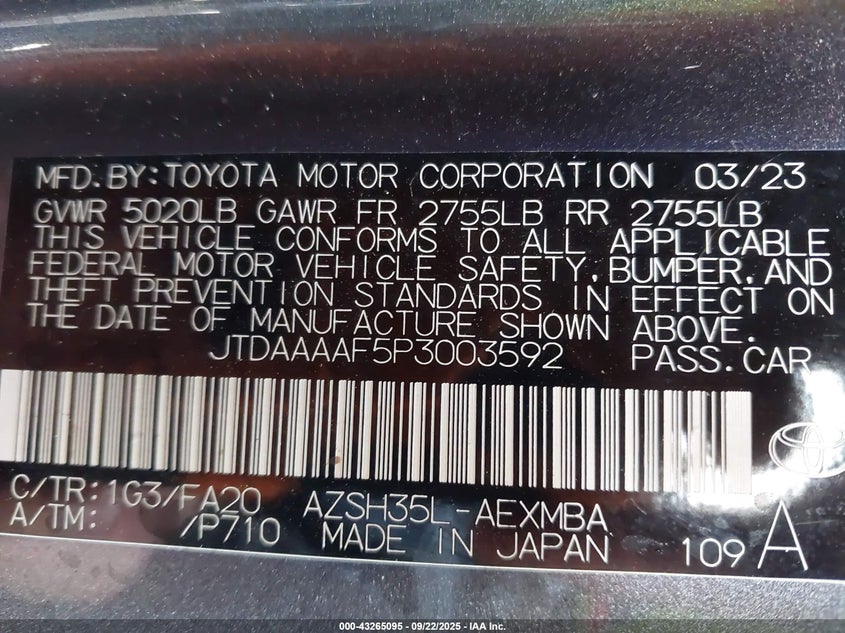 MFD.BY:TOYOTA MOTOR CORPORATION 03/23
GVWR 5020LB GAWR FR 2755LB RR 2755LB
THIS VEHICLE CONFORMS TO ALL APPLICABLE
FEDERAL MOTOR VEHICLE SAFETY,BUMPER,AND
THEFT PREVENTION STANDARDS IN EFFECT ON
THE DATE OF MANUFACTURE SHOWN ABOVE.
JTDAAAAF5P3003592 PASS.CAR
C/TR:1G3/FA20 AZSH35L-AEXMBA
A/TM: /P710 MADE IN JAPAN 109 A
000-43265095 - 09/22/2025 - IAA Inc.